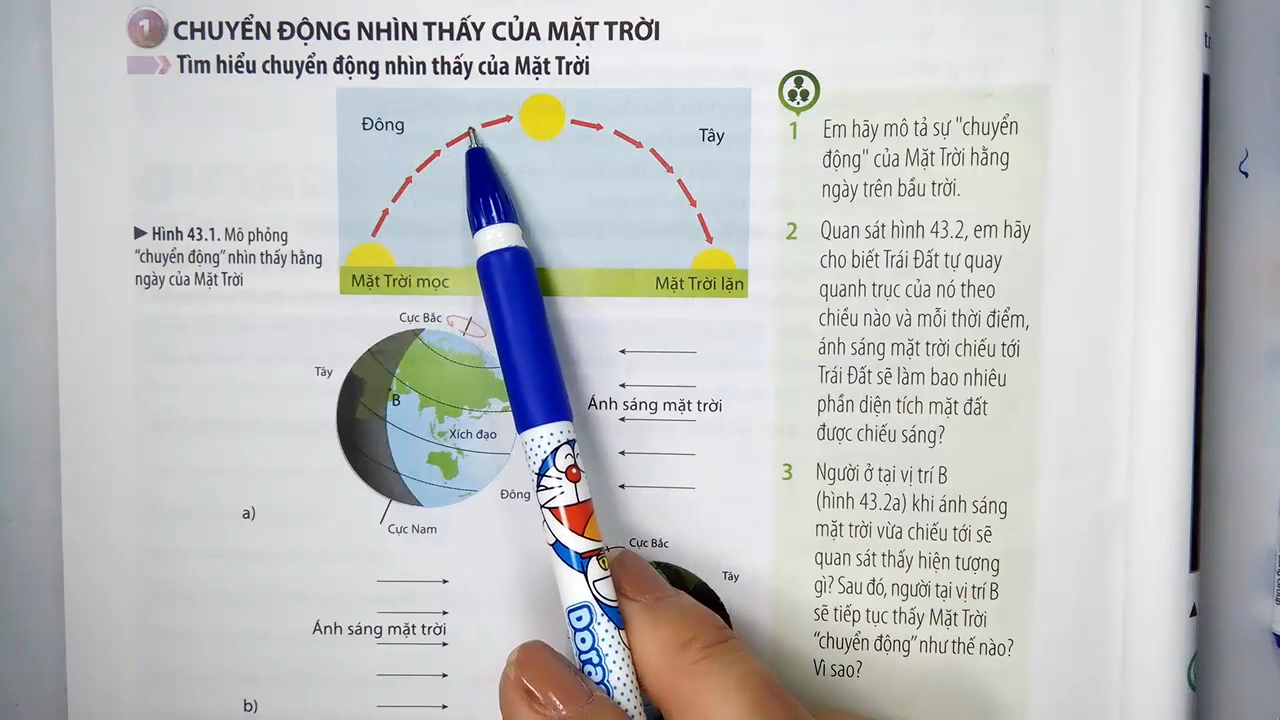 1 CHUYỂN ĐỘNG NHÌN THẤY CỦA MẶT TRỜI
Tìm hiểu chuyển động nhìn thấy của Mặt Trời
Đông
Tây
Mặt Trời mọc
Mặt Trời lặn
▶ Hình 43.1. Mô phỏng
"chuyển động" nhìn thấy hằng
ngày của Mặt Trời
Cực Bắc
Tây
B
Xích đạo
Ánh sáng mặt trời
Đông
Cực Nam
a)
Cực Bắc
Tây
Ánh sáng mặt trời
b)
Dora
1 Em hãy mô tả sự "chuyển
động" của Mặt Trời hằng
ngày trên bầu trời.
2 Quan sát hình 43.2, em hãy
cho biết Trái Đất tự quay
quanh trục của nó theo
chiều nào và mỗi thời điểm,
ánh sáng mặt trời chiếu tới
Trái Đất sẽ làm bao nhiêu
phần diện tích mặt đất
được chiếu sáng?
3 Người ở tại vị trí B
(hình 43.2a) khi ánh sáng
mặt trời vừa chiếu tới sẽ
quan sát thấy hiện tượng
gì? Sau đó, người tại vị trí B
sẽ tiếp tục thấy Mặt Trời
"chuyển động" như thế nào?
Vì sao?